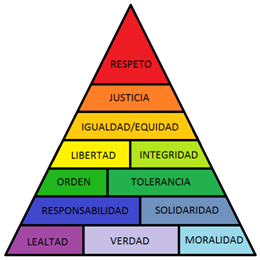 RESPETO
JUSTICIA
IGUALDAD/EQUIDAD
LIBERTAD INTEGRIDAD
ORDEN TOLERANCIA
RESPONSABILIDAD SOLIDARIDAD
LEALTAD VERDAD MORALIDAD